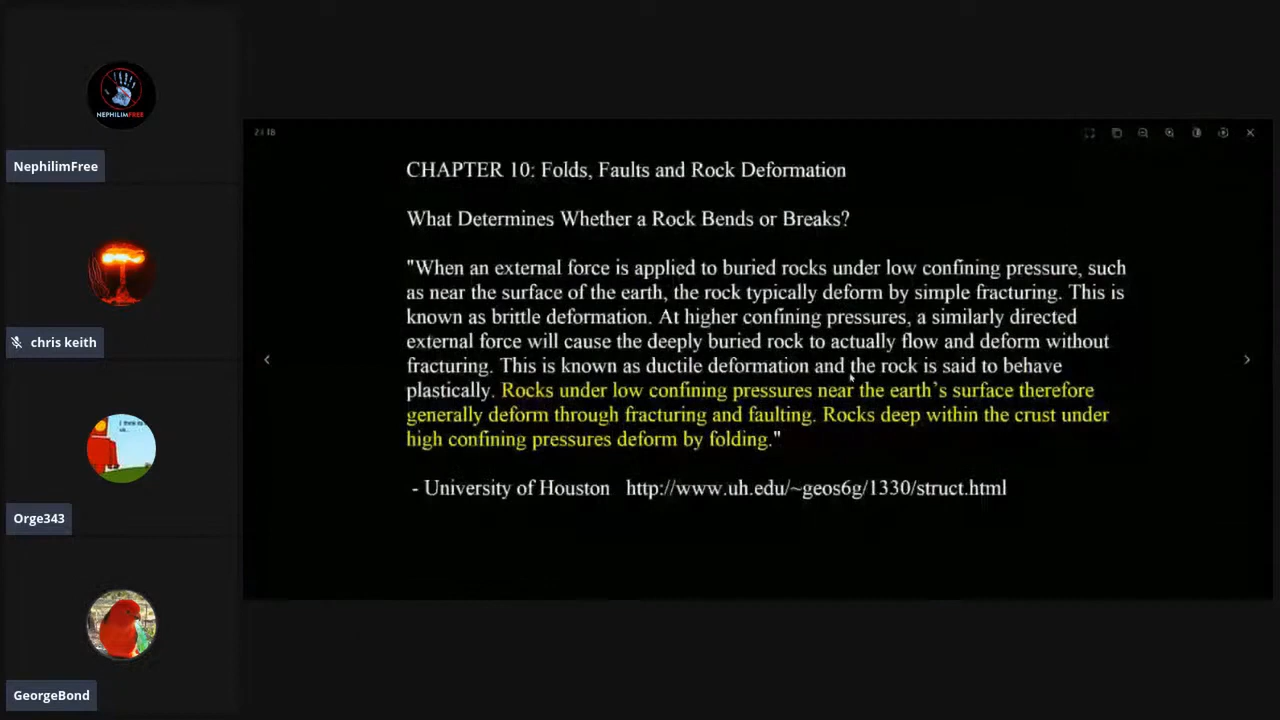 NEPHILIMFREE
NephilimFree
chris keith
Orge343
GeorgeBond
CHAPTER 10: Folds, Faults and Rock Deformation
What Determines Whether a Rock Bends or Breaks?
"When an external force is applied to buried rocks under low confining pressure, such
as near the surface of the earth, the rock typically deform by simple fracturing. This is
known as brittle deformation. At higher confining pressures, a similarly directed
external force will cause the deeply buried rock to actually flow and deform without
fracturing. This is known as ductile deformation and the rock is said to behave
plastically. Rocks under low confining pressures near the earth's surface therefore
generally deform through fracturing and faulting. Rocks deep within the crust under
high confining pressures deform by folding."
- University of Houston http://www.uh.edu/~geos6g/1330/struct.html